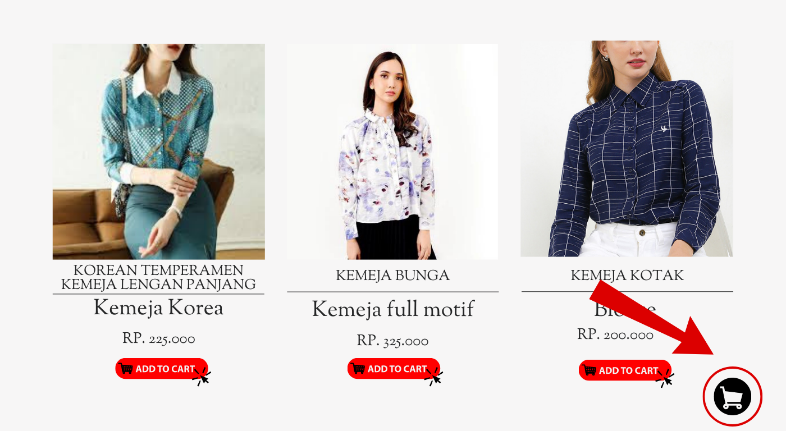 KOREAN TEMPERAMEN
KEMEJA LENGAN PANJANG
Kemeja Korea
RP. 225.000
ADD TO CART
KEMEJA BUNGA
Kemeja full motif
RP. 325.000
ADD TO CART
KEMEJA KOTAK
RP. 200.000
ADD TO CART